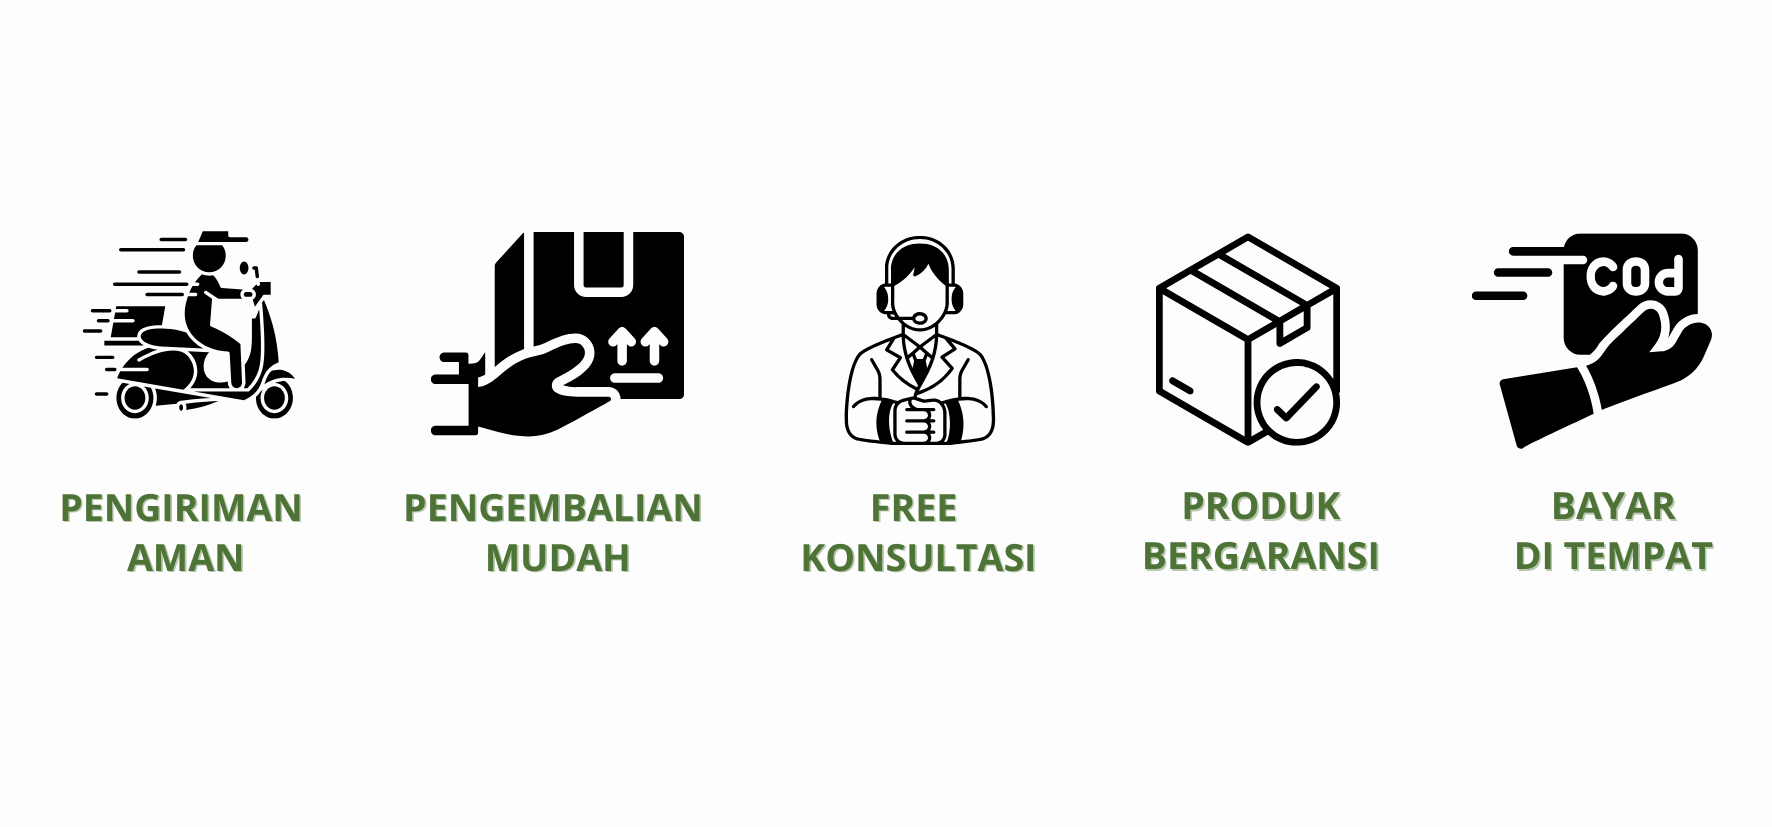 COD
PENGIRIMAN
AMAN
PENGEMBALIAN
MUDAH
FREE
KONSULTASI
PRODUK
BERGARANSI
BAYAR
DI TEMPAT